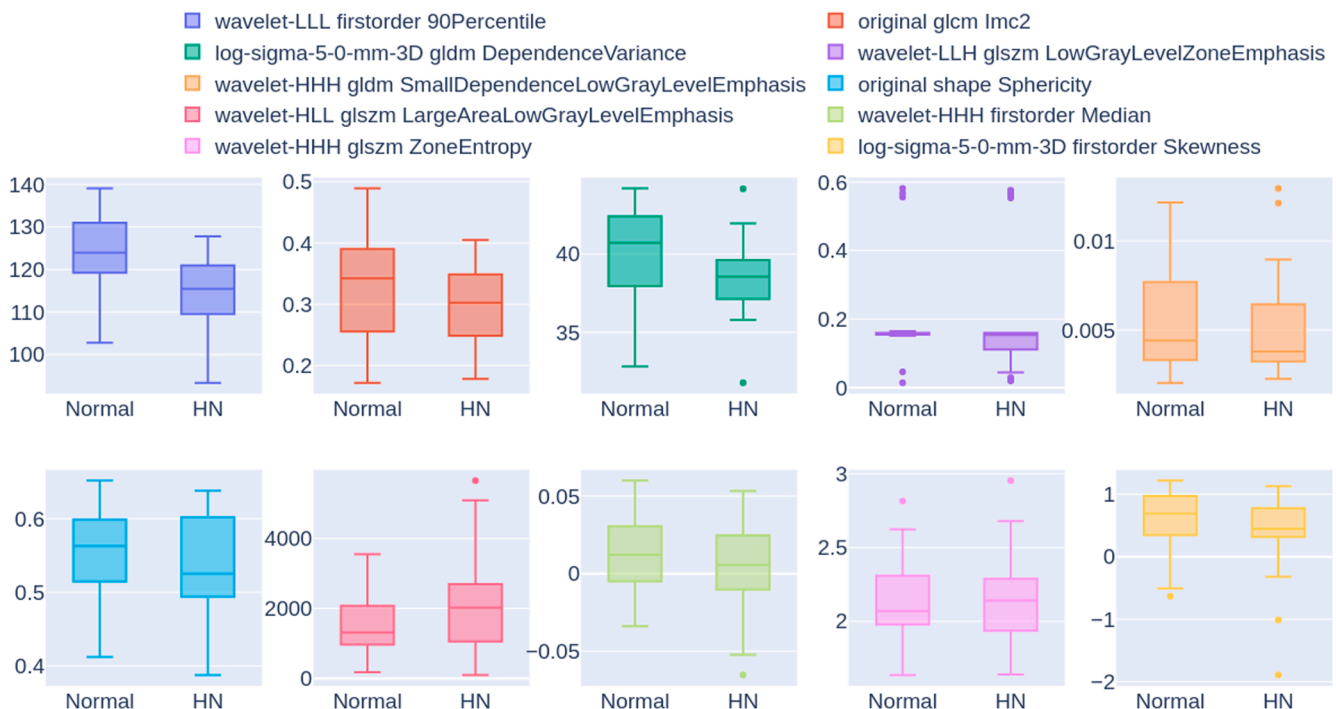 wavelet-LLL firstorder 90Percentile
original glcm Imc2
log-sigma-5-0-mm-3D gldm DependenceVariance
wavelet-LLH glszm LowGrayLevelZoneEmphasis
wavelet-HHH gldm SmallDependenceLowGrayLevelEmphasis
original shape Sphericity
wavelet-HLL glszm LargeAreaLowGrayLevelEmphasis
wavelet-HHH firstorder Median
wavelet-HHH glszm ZoneEntropy
log-sigma-5-0-mm-3D firstorder Skewness
140
130
120
110
100
Normal HN
0.5
0.4
0.3
0.2
Normal HN
40
35
Normal HN
0.6
0.4
0.2
0
Normal HN
0.01
0.005
Normal HN
0.6
0.5
0.4
Normal HN
4000
2000
0
Normal HN
0.05
0
−0.05
Normal HN
3
2.5
2
Normal HN
1
0
−1
−2
Normal HN